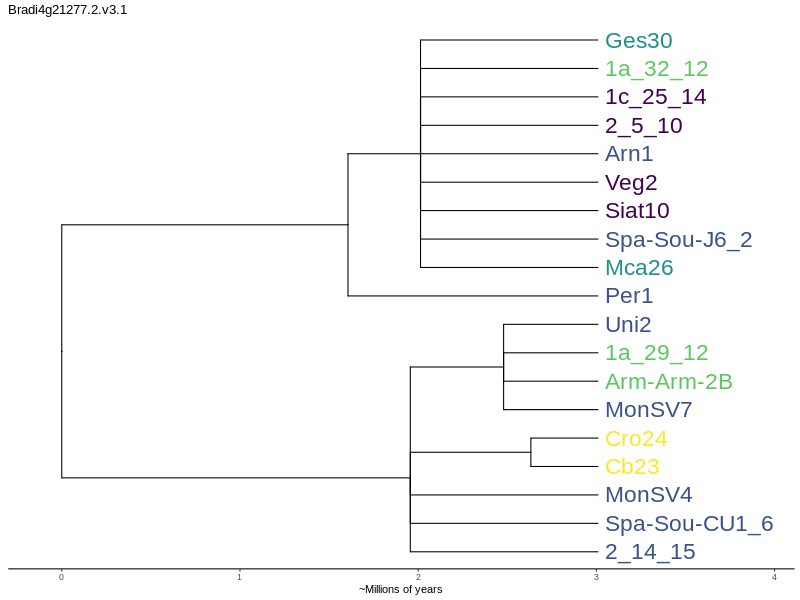 Bradi4g21277.2.v3.1
Ges30
1a_32_12
1c_25_14
2_5_10
Arn1
Veg2
Siat10
Spa-Sou-J6_2
Mca26
Per1
Uni2
1a_29_12
Arm-Arm-2B
MonSV7
Cro24
Cb23
MonSV4
Spa-Sou-CU1_6
2_14_15
0 1 2 3 4
~Millions of years